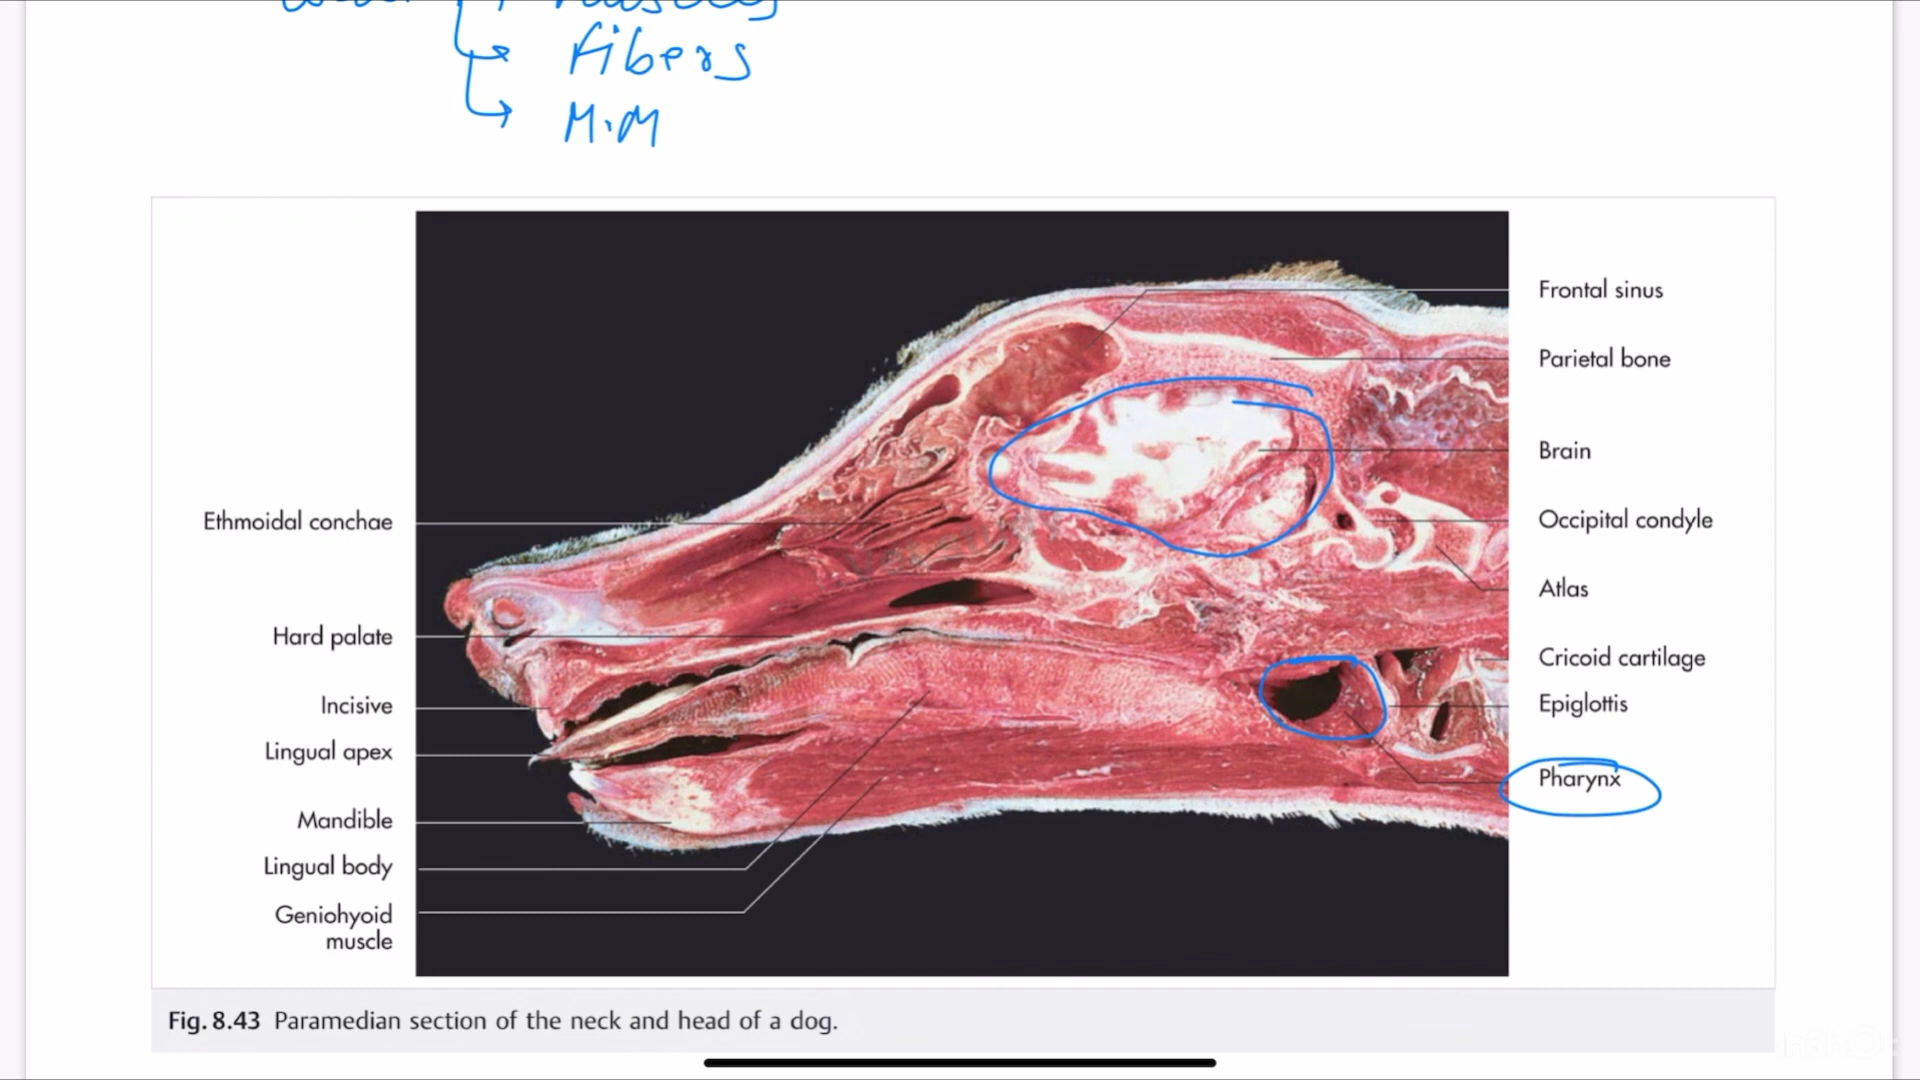 Fibers
M.M
Frontal sinus
Parietal bone
Brain
Occipital condyle
Atlas
Cricoid cartilage
Epiglottis
Pharynx
Ethmoidal conchae
Hard palate
Incisive
Lingual apex
Mandible
Lingual body
Geniohyoid
muscle
Fig. 8.43 Paramedian section of the neck and head of a dog.